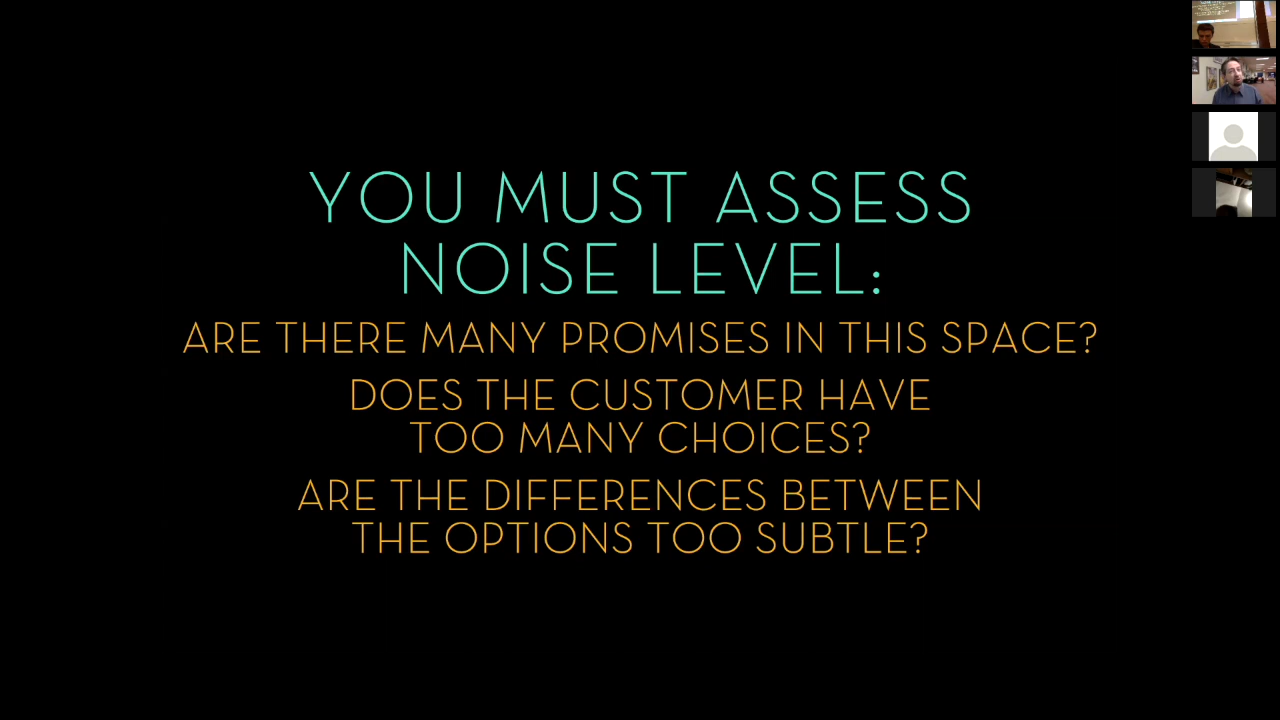 YOU MUST ASSESS
NOISE LEVEL:
ARE THERE MANY PROMISES IN THIS SPACE?
DOES THE CUSTOMER HAVE
TOO MANY CHOICES?
ARE THE DIFFERENCES BETWEEN
THE OPTIONS TOO SUBTLE?